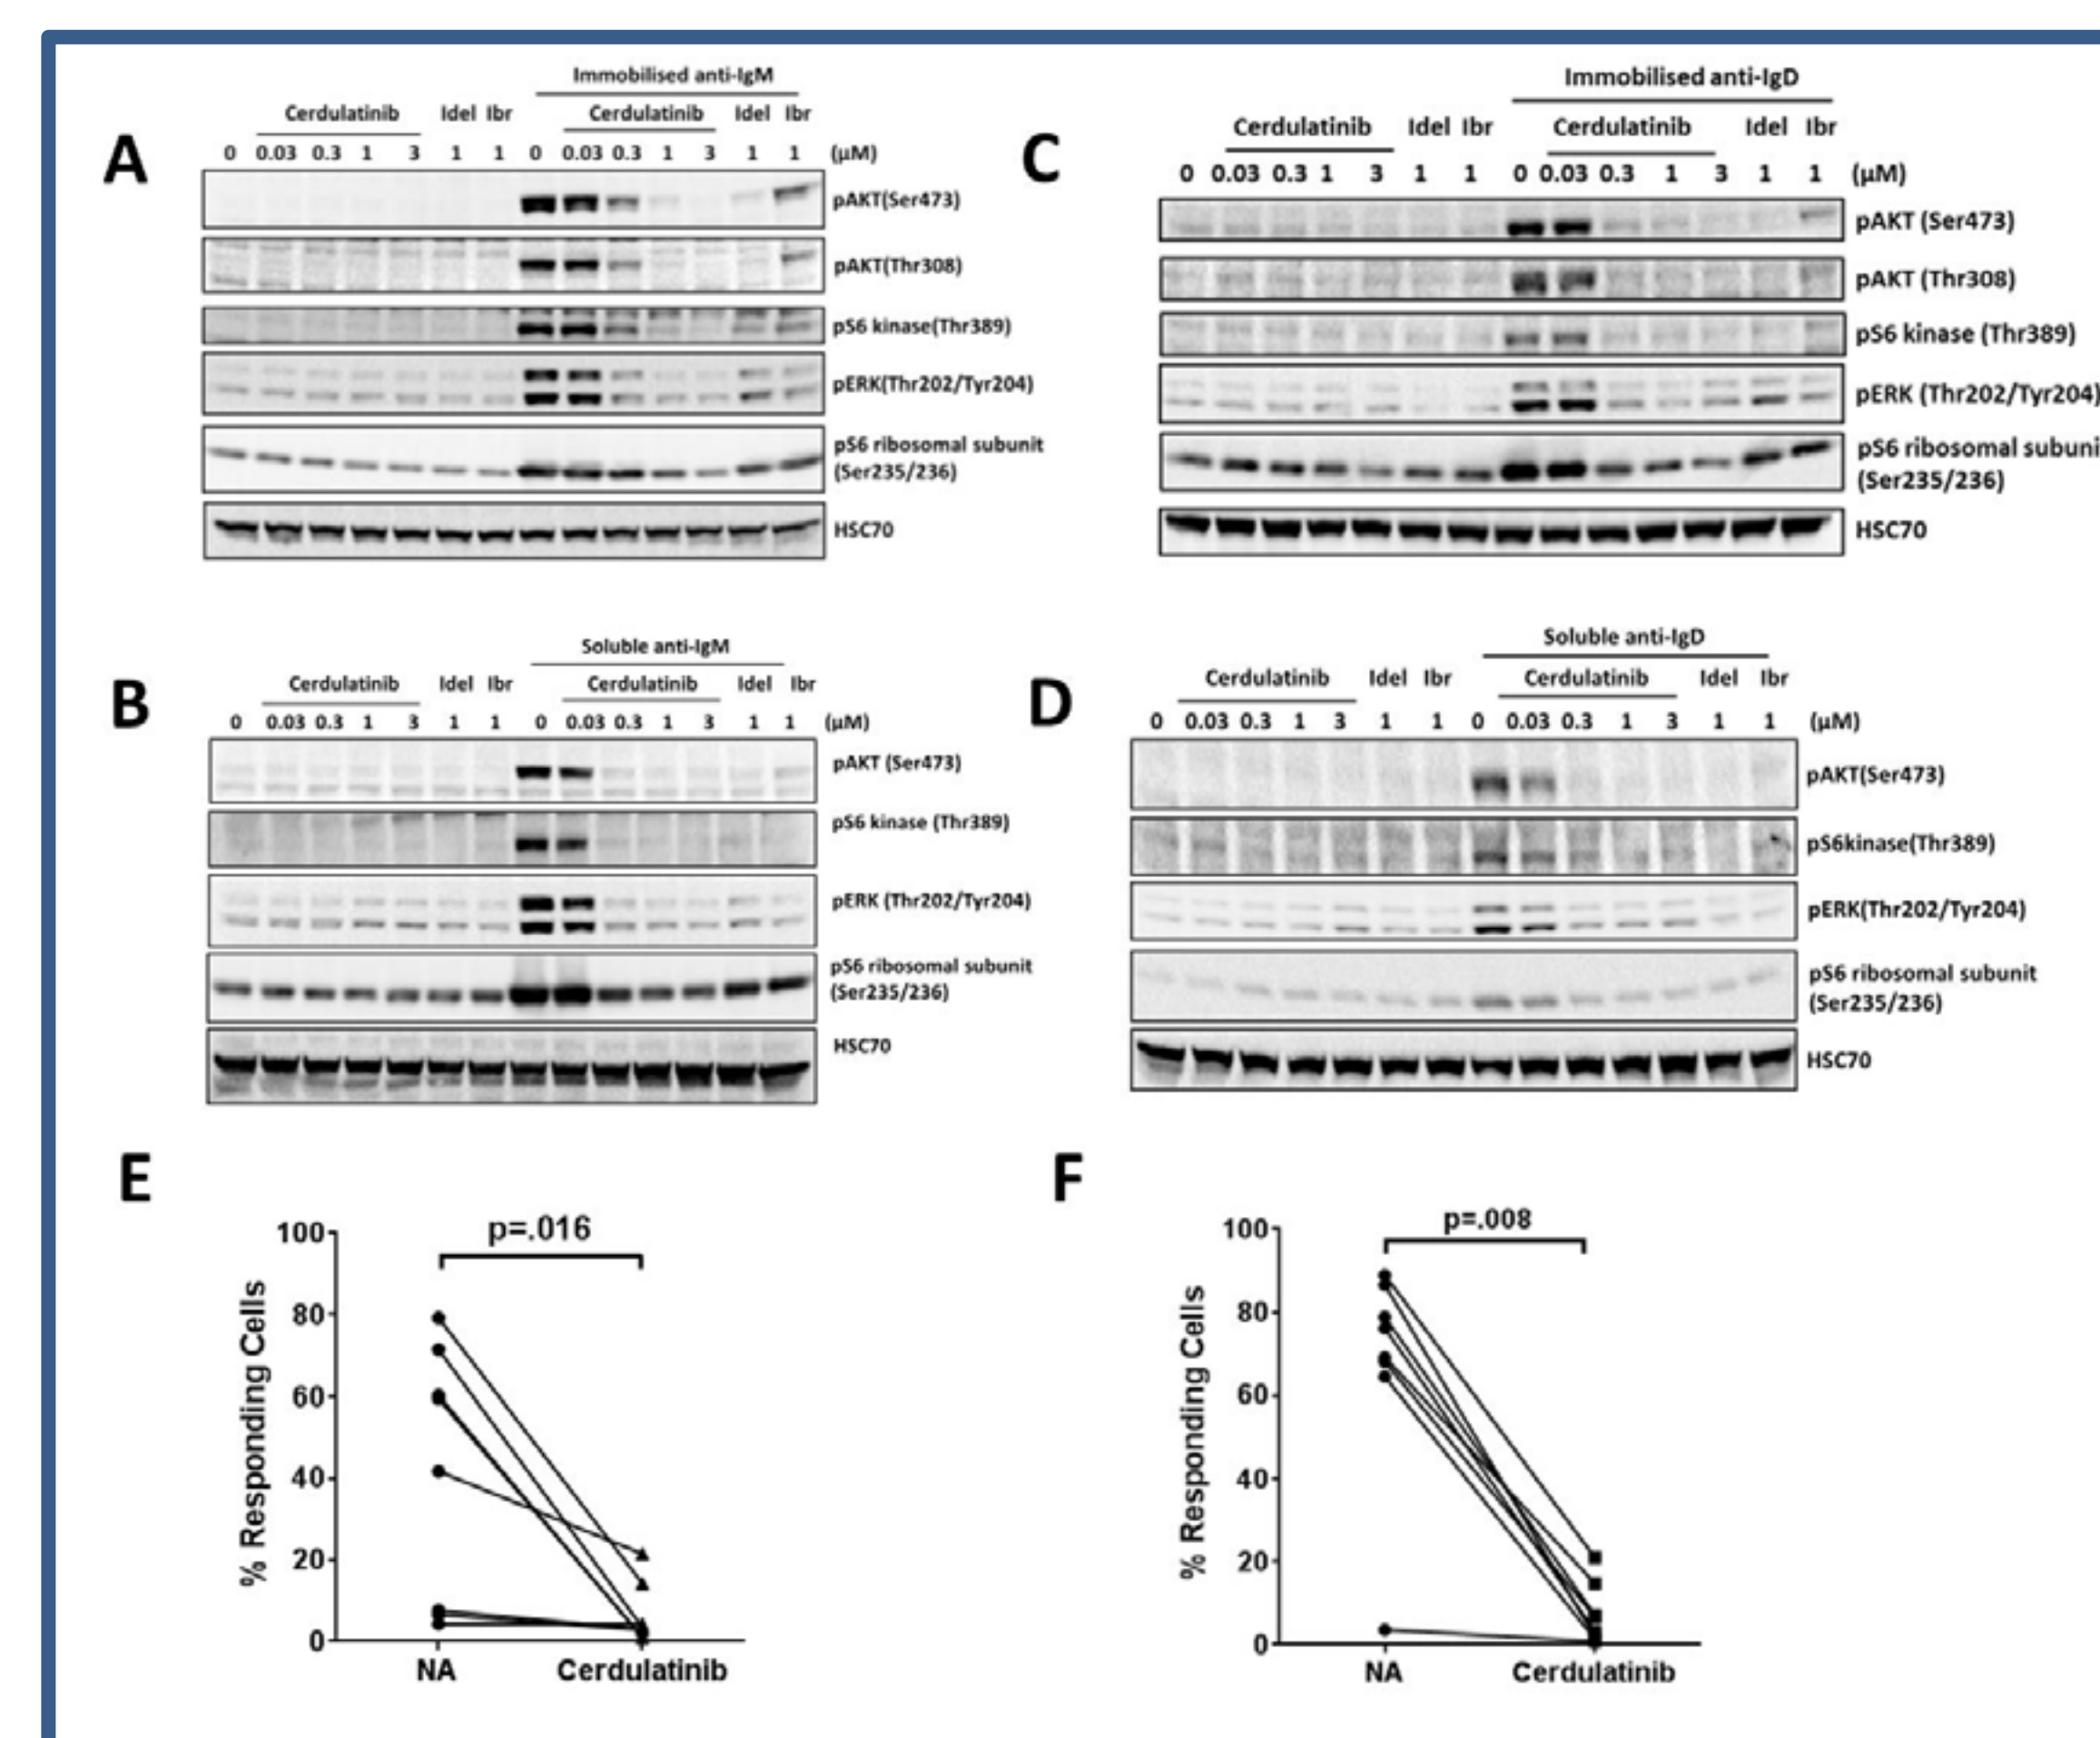 A
Immobilised anti-IgM
Cerdulatinib Idel Ibr Cerdulatinib Idel Ibr
0 0.03 0.3 1 3 1 1 0 0.03 0.3 1 3 1 1 (μM)
pAKT(Ser473)
pAKT(Thr308)
pS6 kinase(Thr389)
pERK(Thr202/Tyr204)
pS6 ribosomal subunit
(Ser235/236)
HSC70
C
Immobilised anti-IgD
Cerdulatinib Idel Ibr Cerdulatinib Idel Ibr
0 0.03 0.3 1 3 1 1 0 0.03 0.3 1 3 1 1 (μM)
pAKT (Ser473)
pAKT (Thr308)
pS6 kinase (Thr389)
pERK (Thr202/Tyr204)
pS6 ribosomal subuni
(Ser235/236)
HSC70
B
Soluble anti-IgM
Cerdulatinib Idel Ibr Cerdulatinib Idel Ibr
0 0.03 0.3 1 3 1 1 0 0.03 0.3 1 3 1 1 (μM)
pAKT (Ser473)
pS6 kinase (Thr389)
pERK (Thr202/Tyr204)
pS6 ribosomal subunit
(Ser235/236)
HSC70
D
Soluble anti-IgD
Cerdulatinib Idel Ibr Cerdulatinib Idel Ibr
0 0.03 0.3 1 3 1 1 0 0.03 0.3 1 3 1 1 (μM)
pAKT(Ser473)
pS6kinase(Thr389)
pERK(Thr202/Tyr204)
pS6 ribosomal subunit
(Ser235/236)
HSC70
E
p=.016
% Responding Cells
100
80
60
40
20
0
NA Cerdulatinib
F
p=.008
% Responding Cells
100
80
60
40
20
0
NA Cerdulatinib